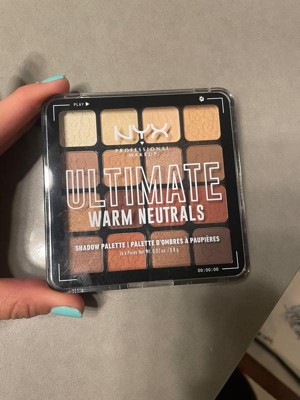 PLAY ▶
NYX
PROFESSIONAL
MAKEUP
ULTIMATE
WARM NEUTRALS
SHADOW PALETTE | PALETTE D'OMBRES À PAUPIÈRES
00:00:00